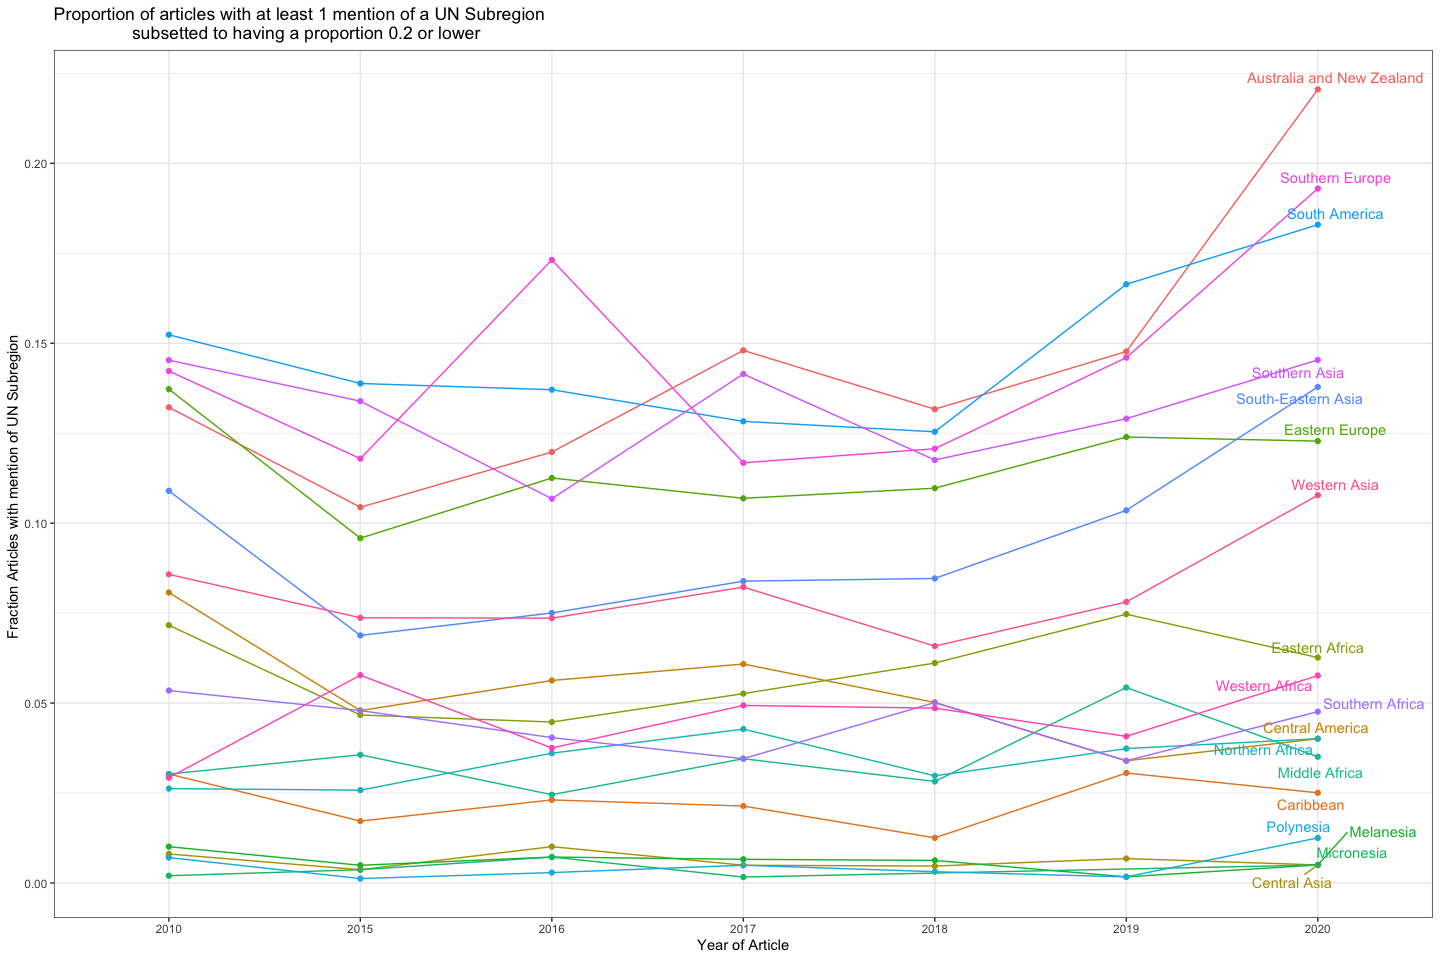 Proportion of articles with at least 1 mention of a UN Subregion
subsetted to having a proportion 0.2 or lower
Fraction Articles with mention of UN Subregion
0.20
0.15
0.10
0.05
0.00
Australia and New Zealand
Southern Europe
South America
Southern Asia
South-Eastern Asia
Eastern Europe
Western Asia
Eastern Africa
Western Africa
Southern Africa
Central America
Northern Africa
Middle Africa
Caribbean
Polynesia
Melanesia
Micronesia
Central Asia
2010 2015 2016 2017 2018 2019 2020
Year of Article